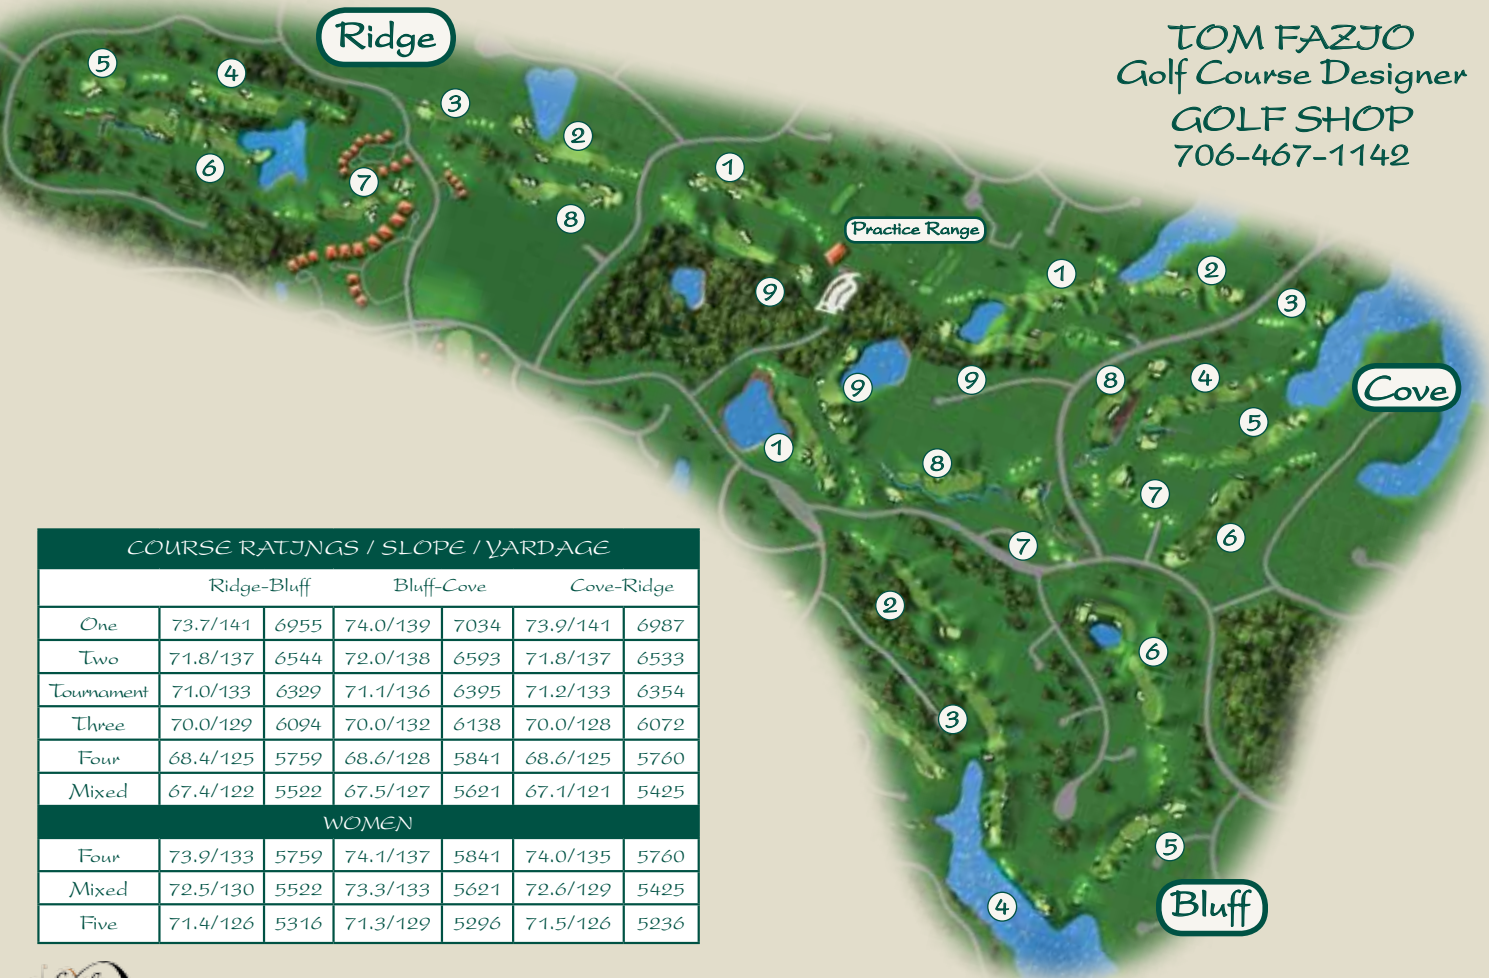 Ridge
TOM FAZIO
Golf Course Designer
GOLF SHOP
706-467-1142
5
4
3
2
1
6
7
8
Practice Range
9
1
2
3
9
9
8
4
Cove
5
1
8
7
6
7
2
6
3
5
4
Bluff
COURSE RATINGS / SLOPE / YARDAGE
Ridge-Bluff Bluff-Cove Cove-Ridge
One 73.7/141 6955 74.0/139 7034 73.9/141 6987
Two 71.8/137 6544 72.0/138 6593 71.8/137 6533
Tournament 71.0/133 6329 71.1/136 6395 71.2/133 6354
Three 70.0/129 6094 70.0/132 6138 70.0/128 6072
Four 68.4/125 5759 68.6/128 5841 68.6/125 5760
Mixed 67.4/122 5522 67.5/127 5621 67.1/121 5425
WOMEN
Four 73.9/133 5759 74.1/137 5841 74.0/135 5760
Mixed 72.5/130 5522 73.3/133 5621 72.6/129 5425
Five 71.4/126 5316 71.3/129 5296 71.5/126 5236